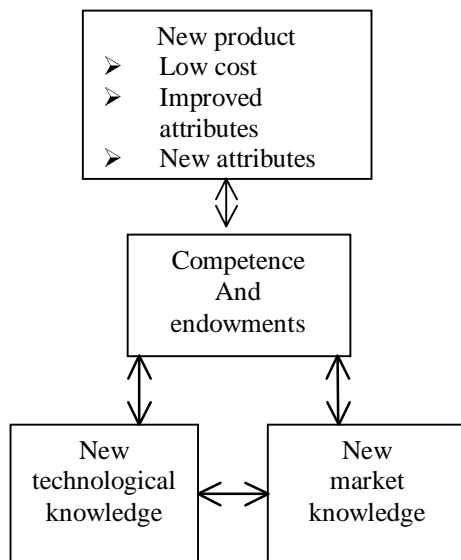 New product
➢ Low cost
➢ Improved
attributes
➢ New attributes
Competence
And
endowments
New
technological
knowledge
New
market
knowledge